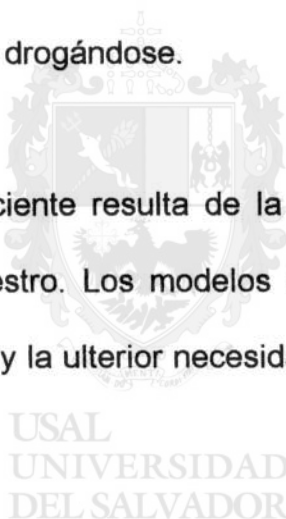 drogándose.
ciente resulta de la
estro. Los modelos
y la ulterior necesid
USAL
UNIVERSIDAD
DEL SALVADOR